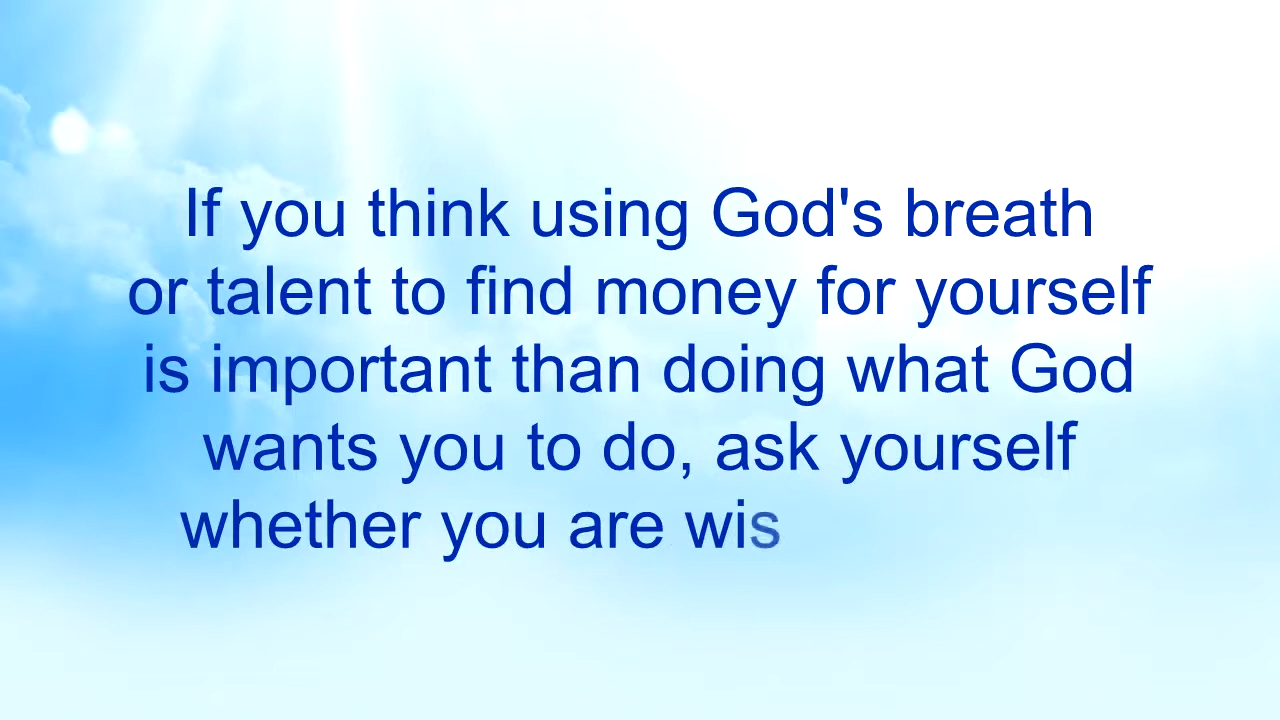 If you think using God's breath
or talent to find money for yourself
is important than doing what God
wants you to do, ask yourself
whether you are wis